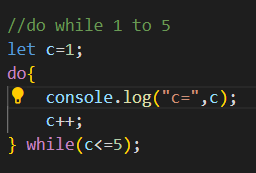 //do while 1 to 5
let c=1;
do{
    console.log("c=",c);
    c++;
} while(c<=5);